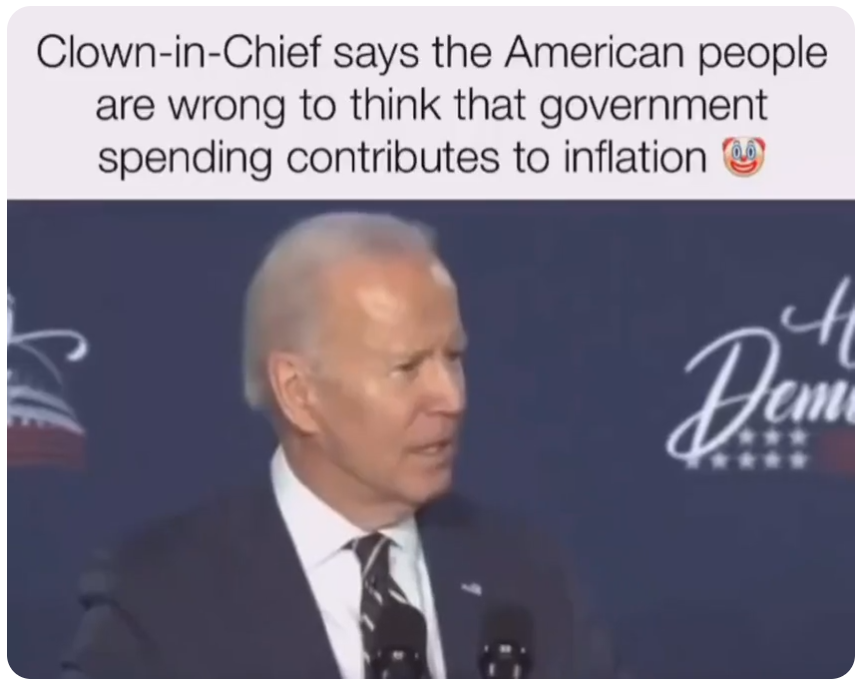 Clown-in-Chief says the American people
are wrong to think that government
spending contributes to inflation 🤡
H
Dem